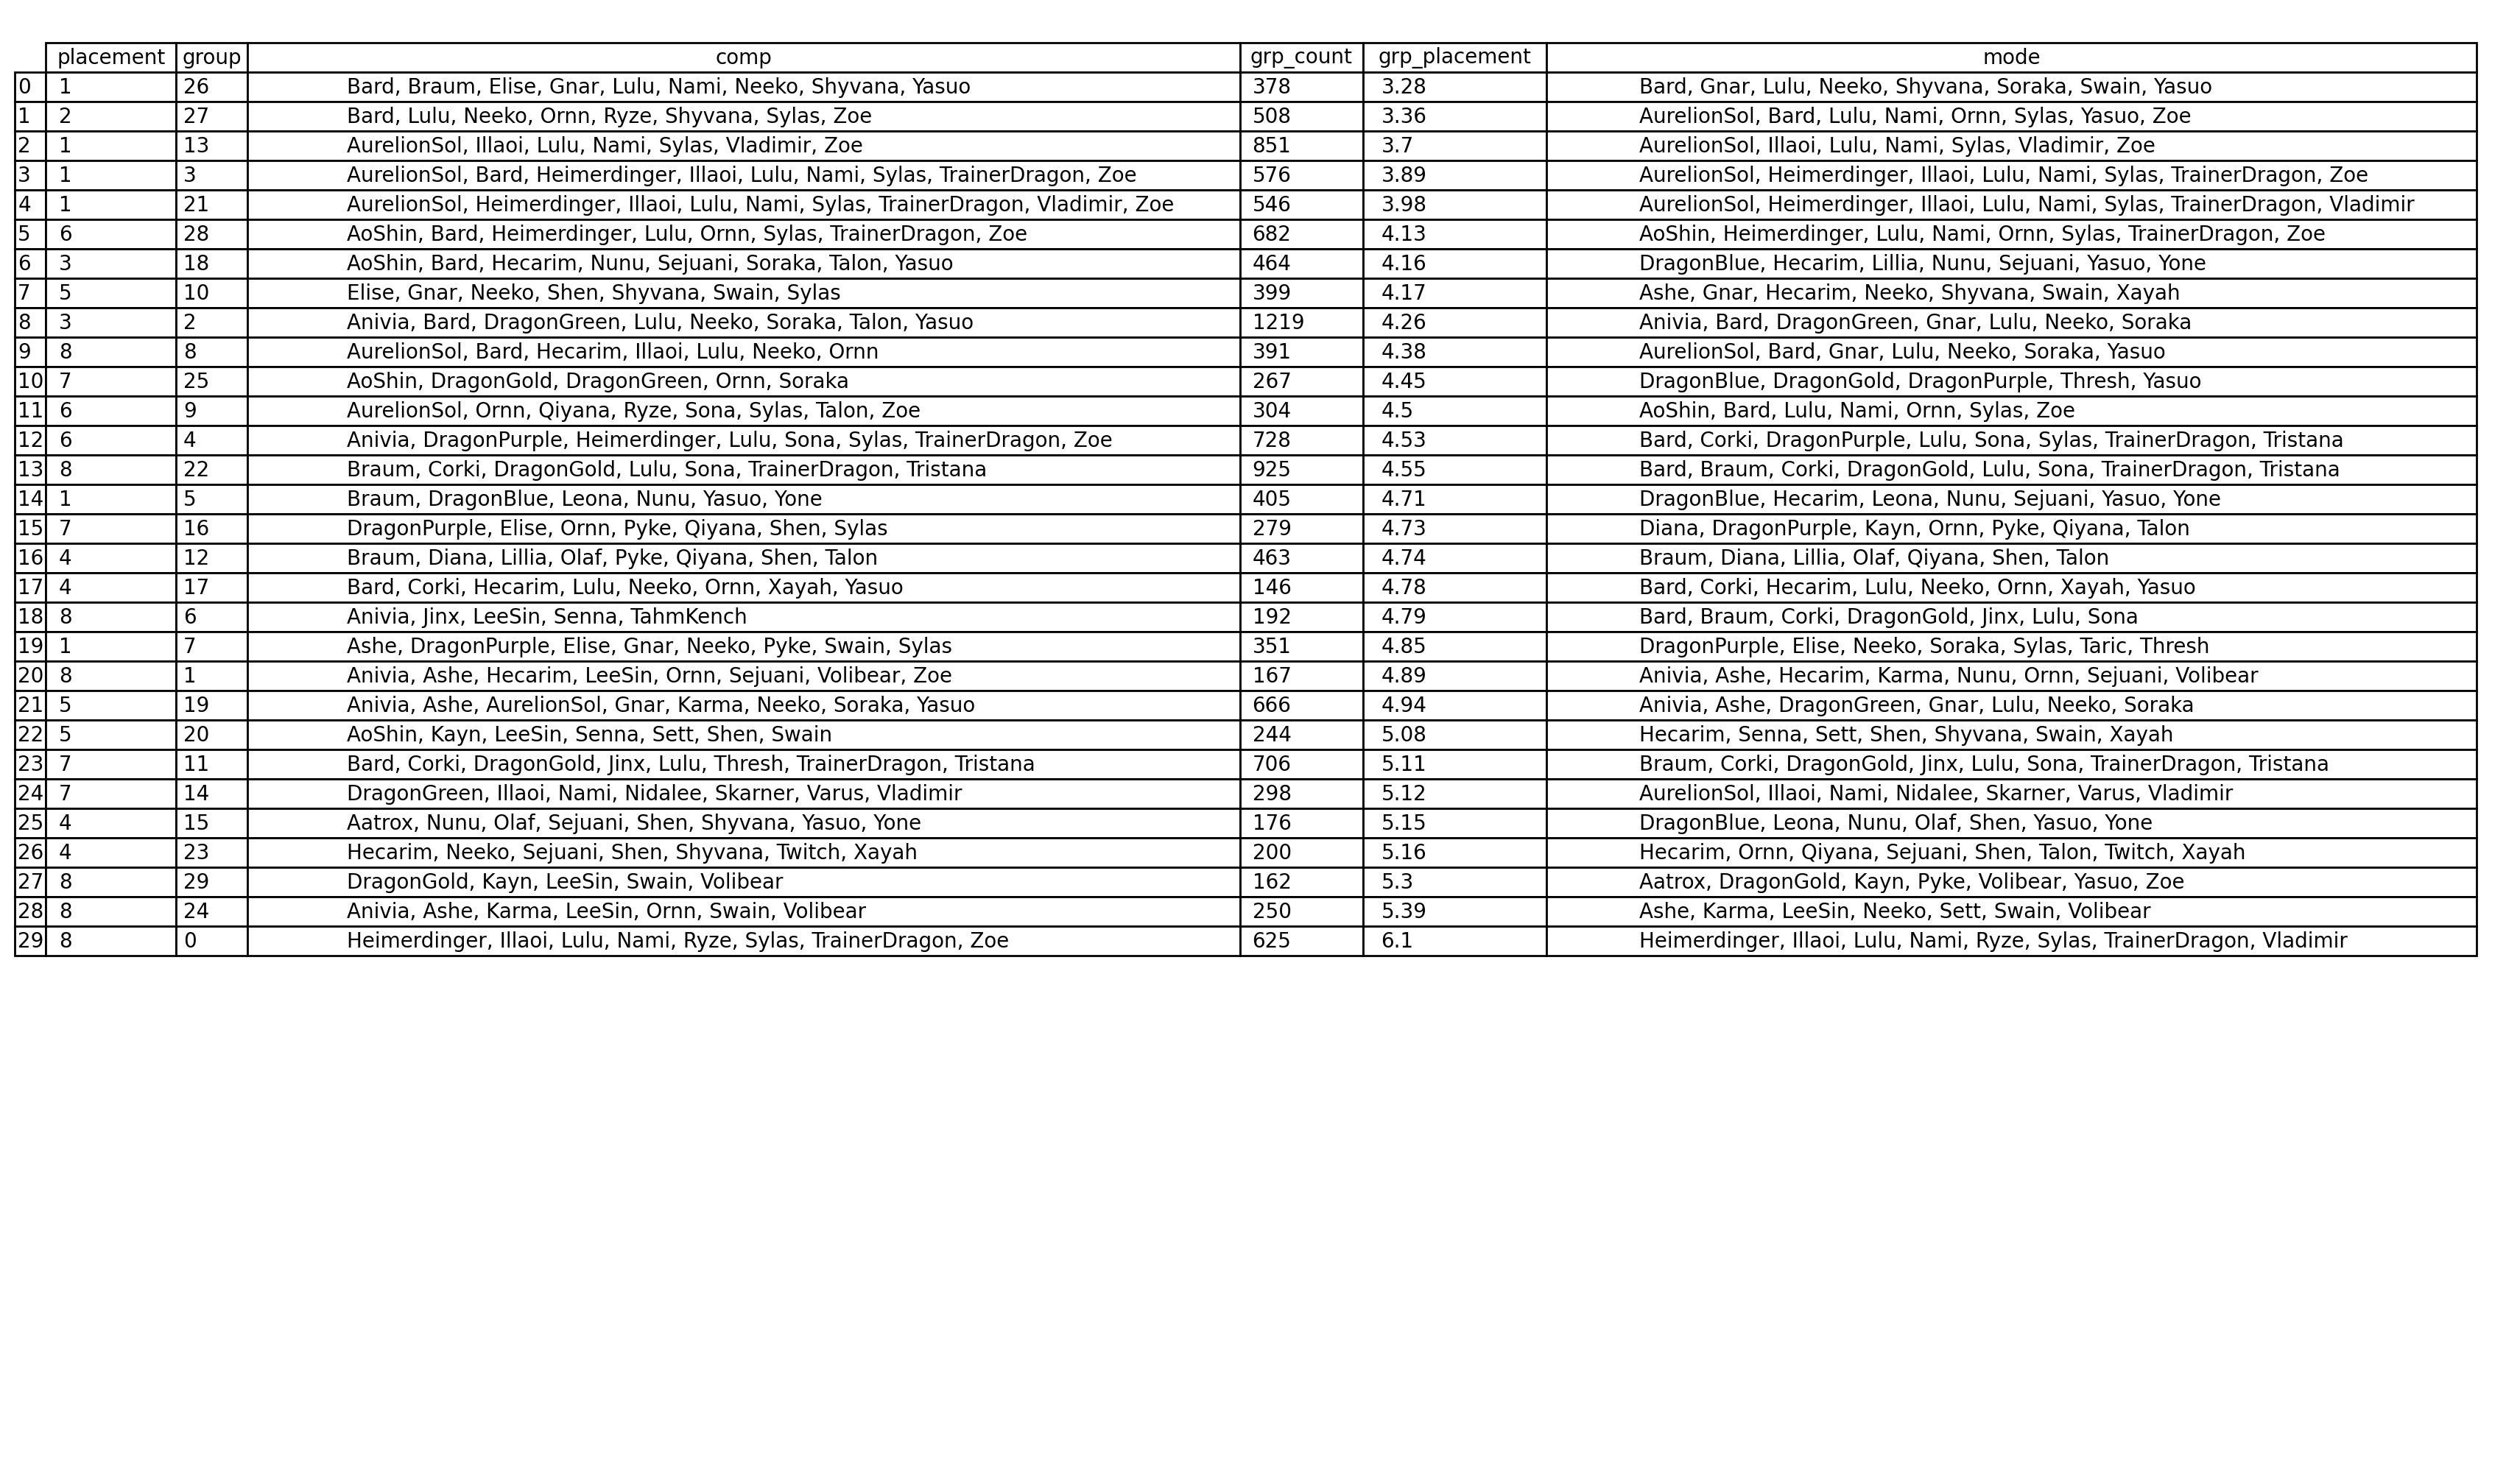 placement group comp grp_count grp_placement mode
0 1 26 Bard, Braum, Elise, Gnar, Lulu, Nami, Neeko, Shyvana, Yasuo 378 3.28 Bard, Gnar, Lulu, Neeko, Shyvana, Soraka, Swain, Yasuo
1 2 27 Bard, Lulu, Neeko, Ornn, Ryze, Shyvana, Sylas, Zoe 508 3.36 AurelionSol, Bard, Lulu, Nami, Ornn, Sylas, Yasuo, Zoe
2 1 13 AurelionSol, Illaoi, Lulu, Nami, Sylas, Vladimir, Zoe 851 3.7 AurelionSol, Illaoi, Lulu, Nami, Sylas, Vladimir, Zoe
3 1 3 AurelionSol, Bard, Heimerdinger, Illaoi, Lulu, Nami, Sylas, TrainerDragon, Zoe 576 3.89 AurelionSol, Heimerdinger, Illaoi, Lulu, Nami, Sylas, TrainerDragon, Zoe
4 1 21 AurelionSol, Heimerdinger, Illaoi, Lulu, Nami, Sylas, TrainerDragon, Vladimir, Zoe 546 3.98 AurelionSol, Heimerdinger, Illaoi, Lulu, Nami, Sylas, TrainerDragon, Vladimir
5 6 28 AoShin, Bard, Heimerdinger, Lulu, Ornn, Sylas, TrainerDragon, Zoe 682 4.13 AoShin, Heimerdinger, Lulu, Nami, Ornn, Sylas, TrainerDragon, Zoe
6 3 18 AoShin, Bard, Hecarim, Nunu, Sejuani, Soraka, Talon, Yasuo 464 4.16 DragonBlue, Hecarim, Lillia, Nunu, Sejuani, Yasuo, Yone
7 5 10 Elise, Gnar, Neeko, Shen, Shyvana, Swain, Sylas 399 4.17 Ashe, Gnar, Hecarim, Neeko, Shyvana, Swain, Xayah
8 3 2 Anivia, Bard, DragonGreen, Lulu, Neeko, Soraka, Talon, Yasuo 1219 4.26 Anivia, Bard, DragonGreen, Gnar, Lulu, Neeko, Soraka
9 8 8 AurelionSol, Bard, Hecarim, Illaoi, Lulu, Neeko, Ornn 391 4.38 AurelionSol, Bard, Gnar, Lulu, Neeko, Soraka, Yasuo
10 7 25 AoShin, DragonGold, DragonGreen, Ornn, Soraka 267 4.45 DragonBlue, DragonGold, DragonPurple, Thresh, Yasuo
11 6 9 AurelionSol, Ornn, Qiyana, Ryze, Sona, Sylas, Talon, Zoe 304 4.5 AoShin, Bard, Lulu, Nami, Ornn, Sylas, Zoe
12 6 4 Anivia, DragonPurple, Heimerdinger, Lulu, Sona, Sylas, TrainerDragon, Zoe 728 4.53 Bard, Corki, DragonPurple, Lulu, Sona, Sylas, TrainerDragon, Tristana
13 8 22 Braum, Corki, DragonGold, Lulu, Sona, TrainerDragon, Tristana 925 4.55 Bard, Braum, Corki, DragonGold, Lulu, Sona, TrainerDragon, Tristana
14 1 5 Braum, DragonBlue, Leona, Nunu, Yasuo, Yone 405 4.71 DragonBlue, Hecarim, Leona, Nunu, Sejuani, Yasuo, Yone
15 7 16 DragonPurple, Elise, Ornn, Pyke, Qiyana, Shen, Sylas 279 4.73 Diana, DragonPurple, Kayn, Ornn, Pyke, Qiyana, Talon
16 4 12 Braum, Diana, Lillia, Olaf, Pyke, Qiyana, Shen, Talon 463 4.74 Braum, Diana, Lillia, Olaf, Qiyana, Shen, Talon
17 4 17 Bard, Corki, Hecarim, Lulu, Neeko, Ornn, Xayah, Yasuo 146 4.78 Bard, Corki, Hecarim, Lulu, Neeko, Ornn, Xayah, Yasuo
18 8 6 Anivia, Jinx, LeeSin, Senna, TahmKench 192 4.79 Bard, Braum, Corki, DragonGold, Jinx, Lulu, Sona
19 1 7 Ashe, DragonPurple, Elise, Gnar, Neeko, Pyke, Swain, Sylas 351 4.85 DragonPurple, Elise, Neeko, Soraka, Sylas, Taric, Thresh
20 8 1 Anivia, Ashe, Hecarim, LeeSin, Ornn, Sejuani, Volibear, Zoe 167 4.89 Anivia, Ashe, Hecarim, Karma, Nunu, Ornn, Sejuani, Volibear
21 5 19 Anivia, Ashe, AurelionSol, Gnar, Karma, Neeko, Soraka, Yasuo 666 4.94 Anivia, Ashe, DragonGreen, Gnar, Lulu, Neeko, Soraka
22 5 20 AoShin, Kayn, LeeSin, Senna, Sett, Shen, Swain 244 5.08 Hecarim, Senna, Sett, Shen, Shyvana, Swain, Xayah
23 7 11 Bard, Corki, DragonGold, Jinx, Lulu, Thresh, TrainerDragon, Tristana 706 5.11 Braum, Corki, DragonGold, Jinx, Lulu, Sona, TrainerDragon, Tristana
24 7 14 DragonGreen, Illaoi, Nami, Nidalee, Skarner, Varus, Vladimir 298 5.12 AurelionSol, Illaoi, Nami, Nidalee, Skarner, Varus, Vladimir
25 4 15 Aatrox, Nunu, Olaf, Sejuani, Shen, Shyvana, Yasuo, Yone 176 5.15 DragonBlue, Leona, Nunu, Olaf, Shen, Yasuo, Yone
26 4 23 Hecarim, Neeko, Sejuani, Shen, Shyvana, Twitch, Xayah 200 5.16 Hecarim, Ornn, Qiyana, Sejuani, Shen, Talon, Twitch, Xayah
27 8 29 DragonGold, Kayn, LeeSin, Swain, Volibear 162 5.3 Aatrox, DragonGold, Kayn, Pyke, Volibear, Yasuo, Zoe
28 8 24 Anivia, Ashe, Karma, LeeSin, Ornn, Swain, Volibear 250 5.39 Ashe, Karma, LeeSin, Neeko, Sett, Swain, Volibear
29 8 0 Heimerdinger, Illaoi, Lulu, Nami, Ryze, Sylas, TrainerDragon, Zoe 625 6.1 Heimerdinger, Illaoi, Lulu, Nami, Ryze, Sylas, TrainerDragon, Vladimir